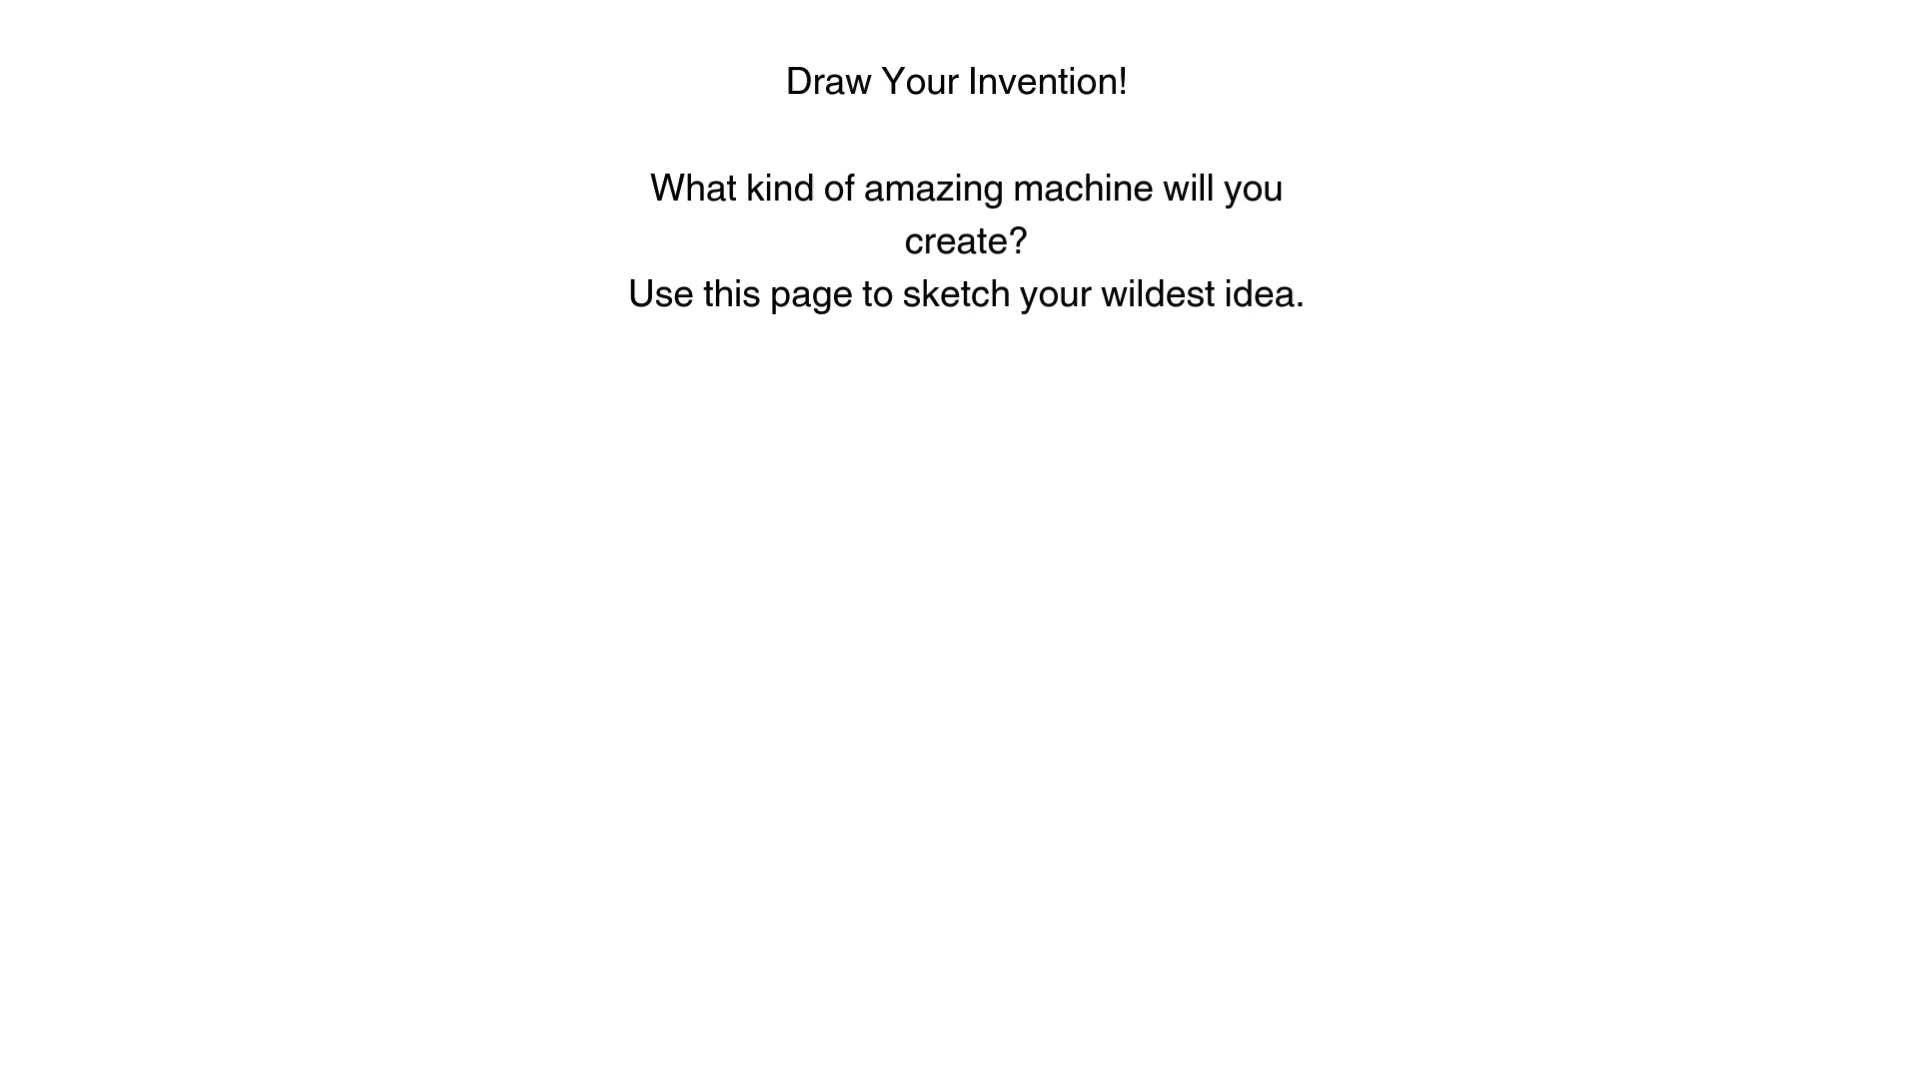 Draw Your Invention!
What kind of amazing machine will you
create?
Use this page to sketch your wildest idea.